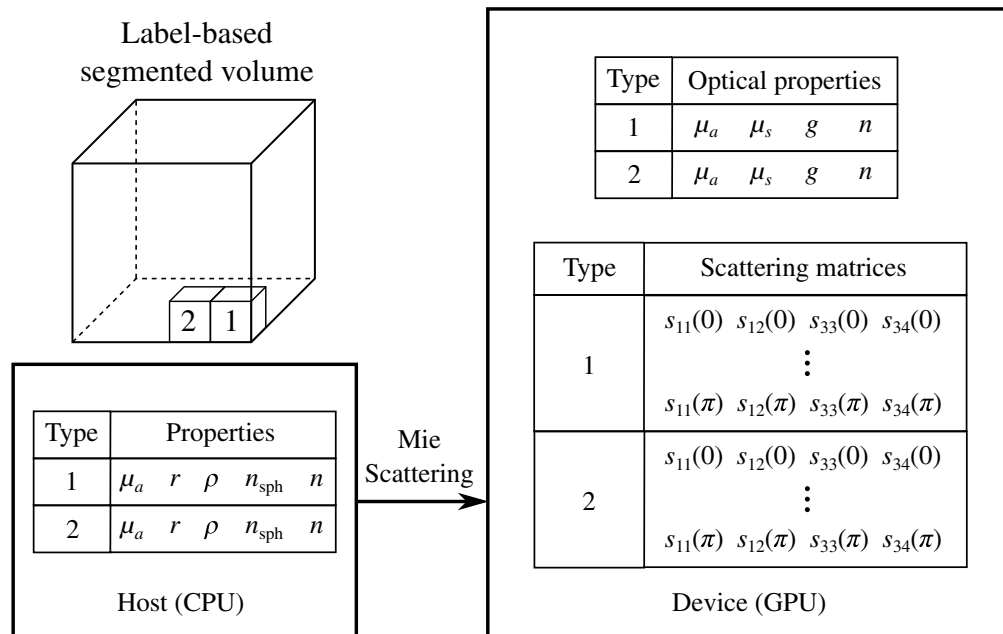 Label-based
segmented volume
2 1
Type Properties
1 μₐ r ρ n_sph n
2 μₐ r ρ n_sph n
Host (CPU)
Mie
Scattering
Type Optical properties
1 μₐ μₛ g n
2 μₐ μₛ g n
Type Scattering matrices
s₁₁(0) s₁₂(0) s₃₃(0) s₃₄(0)
1
⋮
s₁₁(π) s₁₂(π) s₃₃(π) s₃₄(π)
s₁₁(0) s₁₂(0) s₃₃(0) s₃₄(0)
2
⋮
s₁₁(π) s₁₂(π) s₃₃(π) s₃₄(π)
Device (GPU)